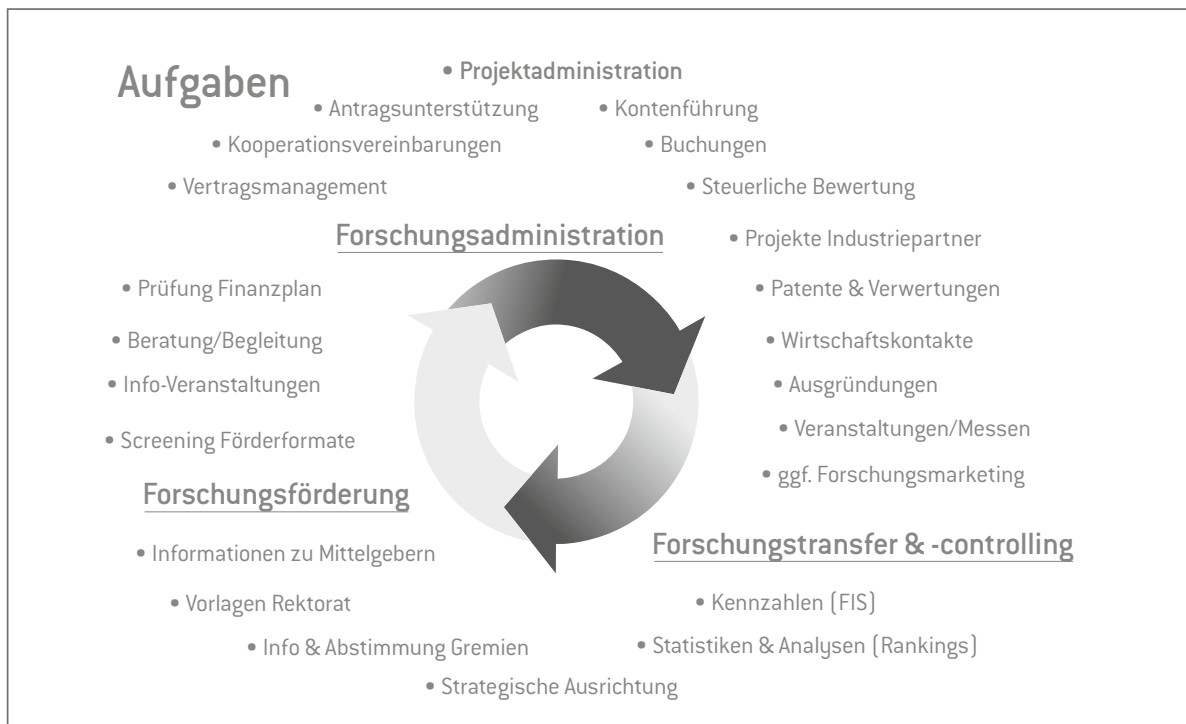 Aufgaben
• Projektadministration
• Antragsunterstützung
• Kontenführung
• Kooperationsvereinbarungen
• Buchungen
• Vertragsmanagement
• Steuerliche Bewertung
Forschungsadministration
• Projekte Industriepartner
• Prüfung Finanzplan
• Patente & Verwertungen
• Beratung/Begleitung
• Wirtschaftskontakte
• Info-Veranstaltungen
• Ausgründungen
• Screening Förderformate
• Veranstaltungen/Messen
• ggf. Forschungsmarketing
Forschungsförderung
Forschungstransfer & -controlling
• Informationen zu Mittelgebern
• Vorlagen Rektorat
• Kennzahlen (FIS)
• Info & Abstimmung Gremien
• Statistiken & Analysen (Rankings)
• Strategische Ausrichtung